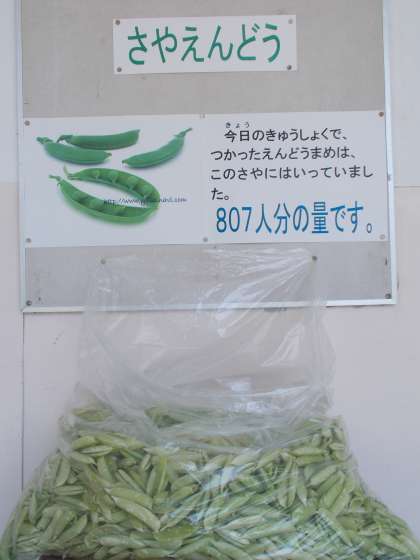 さやえんどう
きょう
今日のきゅうしょくで、
つかったえんどうまめは、
このさやにはいっていまし
た。
807人分の量です。